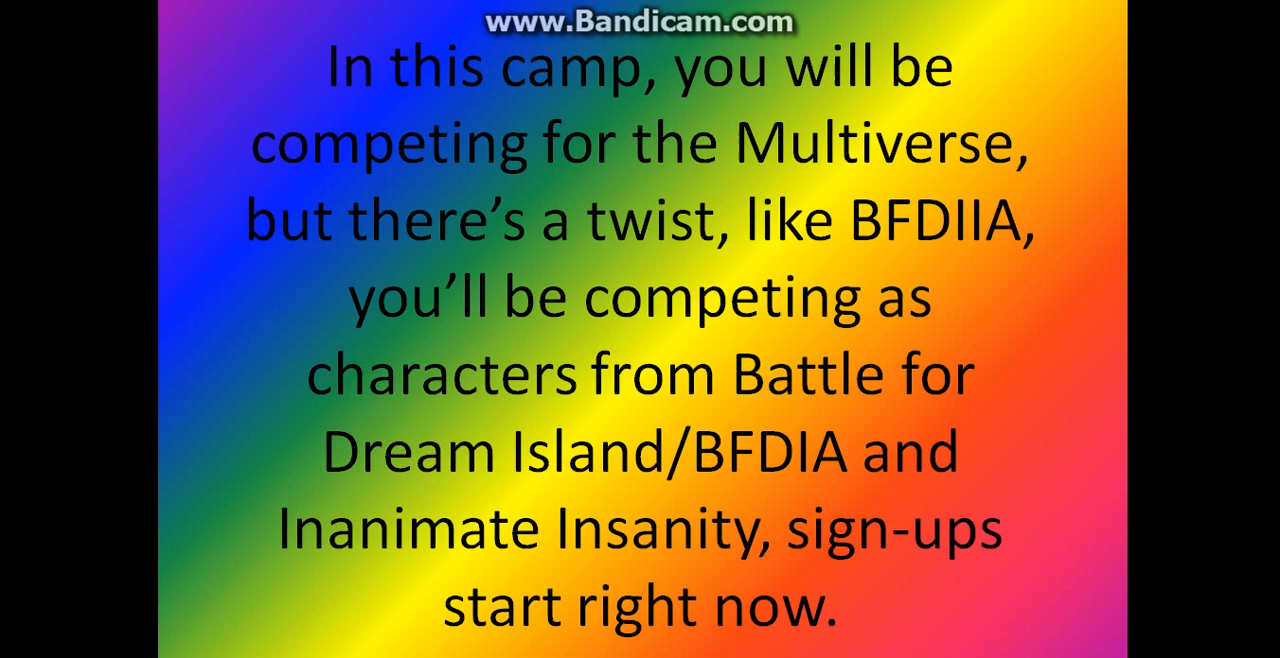 www.Bandicam.com
In this camp, you will be
competing for the Multiverse,
but there’s a twist, like BFDIIA,
you’ll be competing as
characters from Battle for
Dream Island/BFDIA and
Inanimate Insanity, sign-ups
start right now.